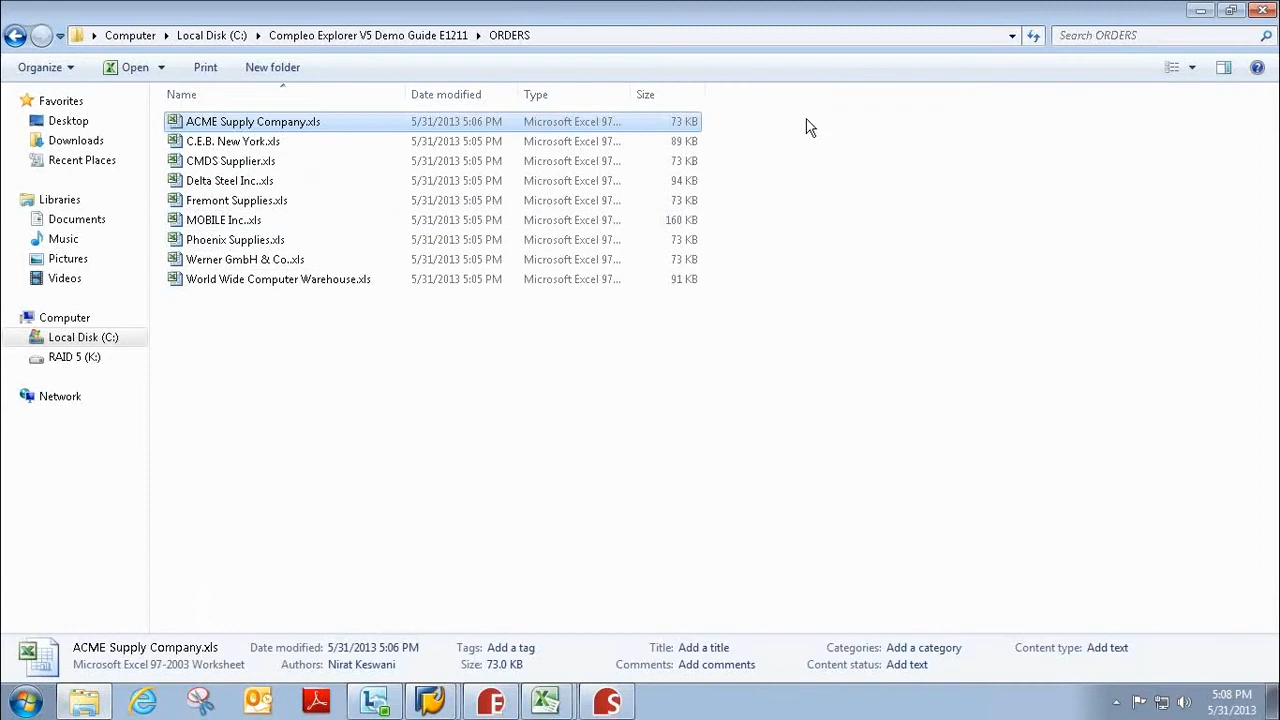 Computer Local Disk (C:) Compleo Explorer V5 Demo Guide E1211 ORDERS Search ORDERS
Organize Open Print New folder
Name Date modified Type Size
Favorites
Desktop
Downloads
Recent Places
Libraries
Documents
Music
Pictures
Videos
Computer
Local Disk (C:)
RAID 5 (K:)
Network
ACME Supply Company.xls 5/31/2013 5:06 PM Microsoft Excel 97... 73 KB
C.E.B. New York.xls 5/31/2013 5:05 PM Microsoft Excel 97... 89 KB
CMDS Supplier.xls 5/31/2013 5:05 PM Microsoft Excel 97... 73 KB
Delta Steel Inc..xls 5/31/2013 5:05 PM Microsoft Excel 97... 94 KB
Fremont Supplies.xls 5/31/2013 5:05 PM Microsoft Excel 97... 73 KB
MOBILE Inc..xls 5/31/2013 5:05 PM Microsoft Excel 97... 160 KB
Phoenix Supplies.xls 5/31/2013 5:05 PM Microsoft Excel 97... 73 KB
Werner GmbH & Co..xls 5/31/2013 5:05 PM Microsoft Excel 97... 73 KB
World Wide Computer Warehouse.xls 5/31/2013 5:05 PM Microsoft Excel 97... 91 KB
ACME Supply Company.xls Date modified: 5/31/2013 5:06 PM Tags: Add a tag Title: Add a title Categories: Add a category Content type: Add text
Microsoft Excel 97-2003 Worksheet Authors: Nirat Keswani Size: 73.0 KB Comments: Add comments Content status: Add text
5:08 PM
5/31/2013